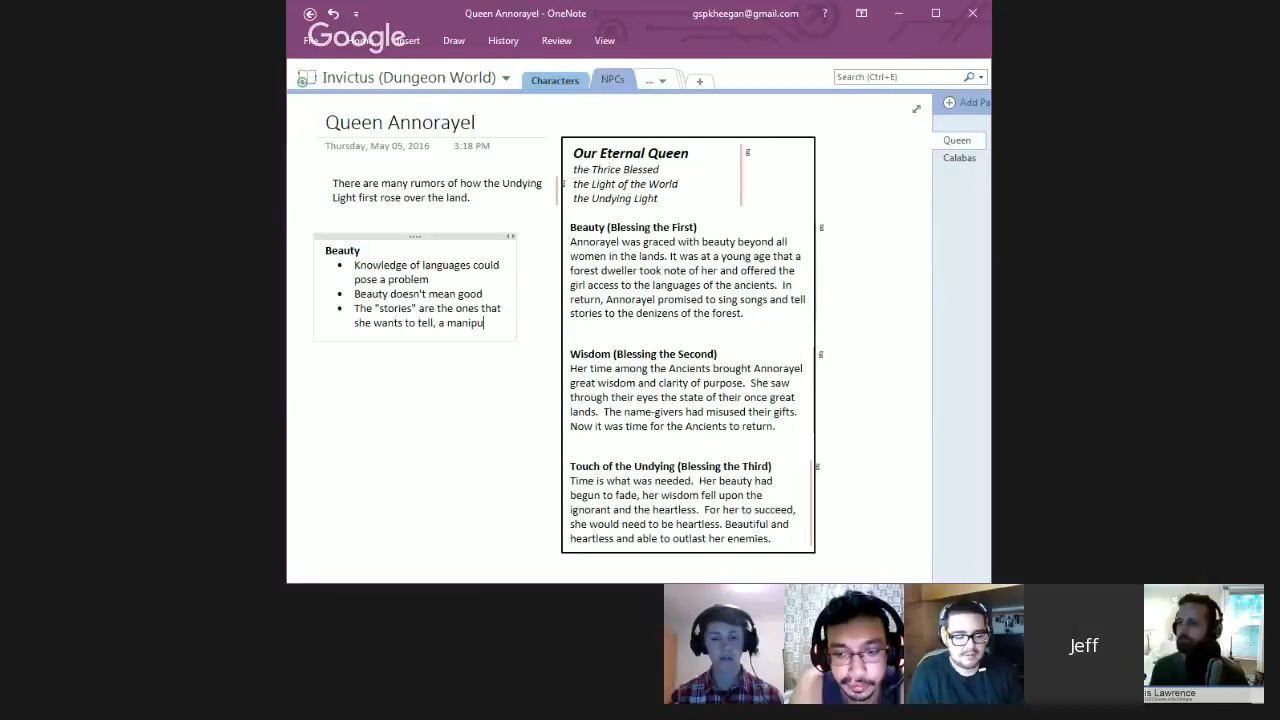 Queen Annorayel - OneNote
gspkheegan@gmail.com
?
Google
Insert
Draw
History
Review
View
Invictus (Dungeon World)
Characters
NPCs
...
+
Search (Ctrl+E)
Add Pa
Queen
Calabas
Queen Annorayel
Thursday, May 05, 2016
3:18 PM
There are many rumors of how the Undying
Light first rose over the land.
Beauty
Knowledge of languages could
pose a problem
Beauty doesn't mean good
The "stories" are the ones that
she wants to tell, a manipu
Our Eternal Queen
the Thrice Blessed
the Light of the World
the Undying Light
g
Beauty (Blessing the First)
g
Annorayel was graced with beauty beyond all
women in the lands. It was at a young age that a
forest dweller took note of her and offered the
girl access to the languages of the ancients.  In
return, Annorayel promised to sing songs and tell
stories to the denizens of the forest.
Wisdom (Blessing the Second)
g
Her time among the Ancients brought Annorayel
great wisdom and clarity of purpose.  She saw
through their eyes the state of their once great
lands.  The name-givers had misused their gifts.
Now it was time for the Ancients to return.
Touch of the Undying (Blessing the Third)
g
Time is what was needed.  Her beauty had
begun to fade, her wisdom fell upon the
ignorant and the heartless.  For her to succeed,
she would need to be heartless. Beautiful and
heartless and able to outlast her enemies.
Jeff
is Lawrence